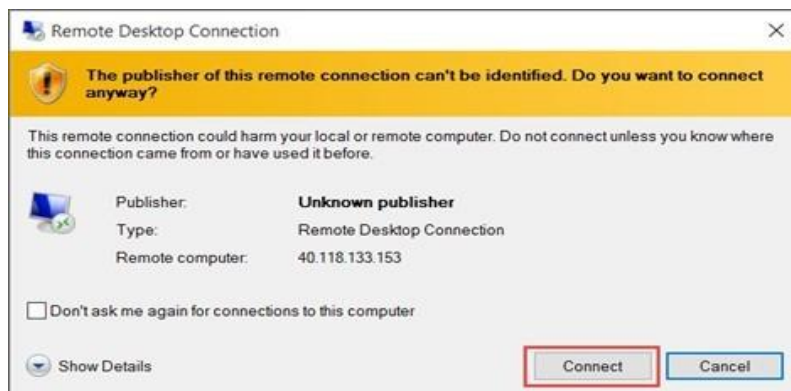 Remote Desktop Connection
The publisher of this remote connection can't be identified. Do you want to connect
anyway?
This remote connection could harm your local or remote computer. Do not connect unless you know where
this connection came from or have used it before.
Publisher: Unknown publisher
Type: Remote Desktop Connection
Remote computer: 40.118.133.153
Don't ask me again for connections to this computer
Show Details Connect Cancel